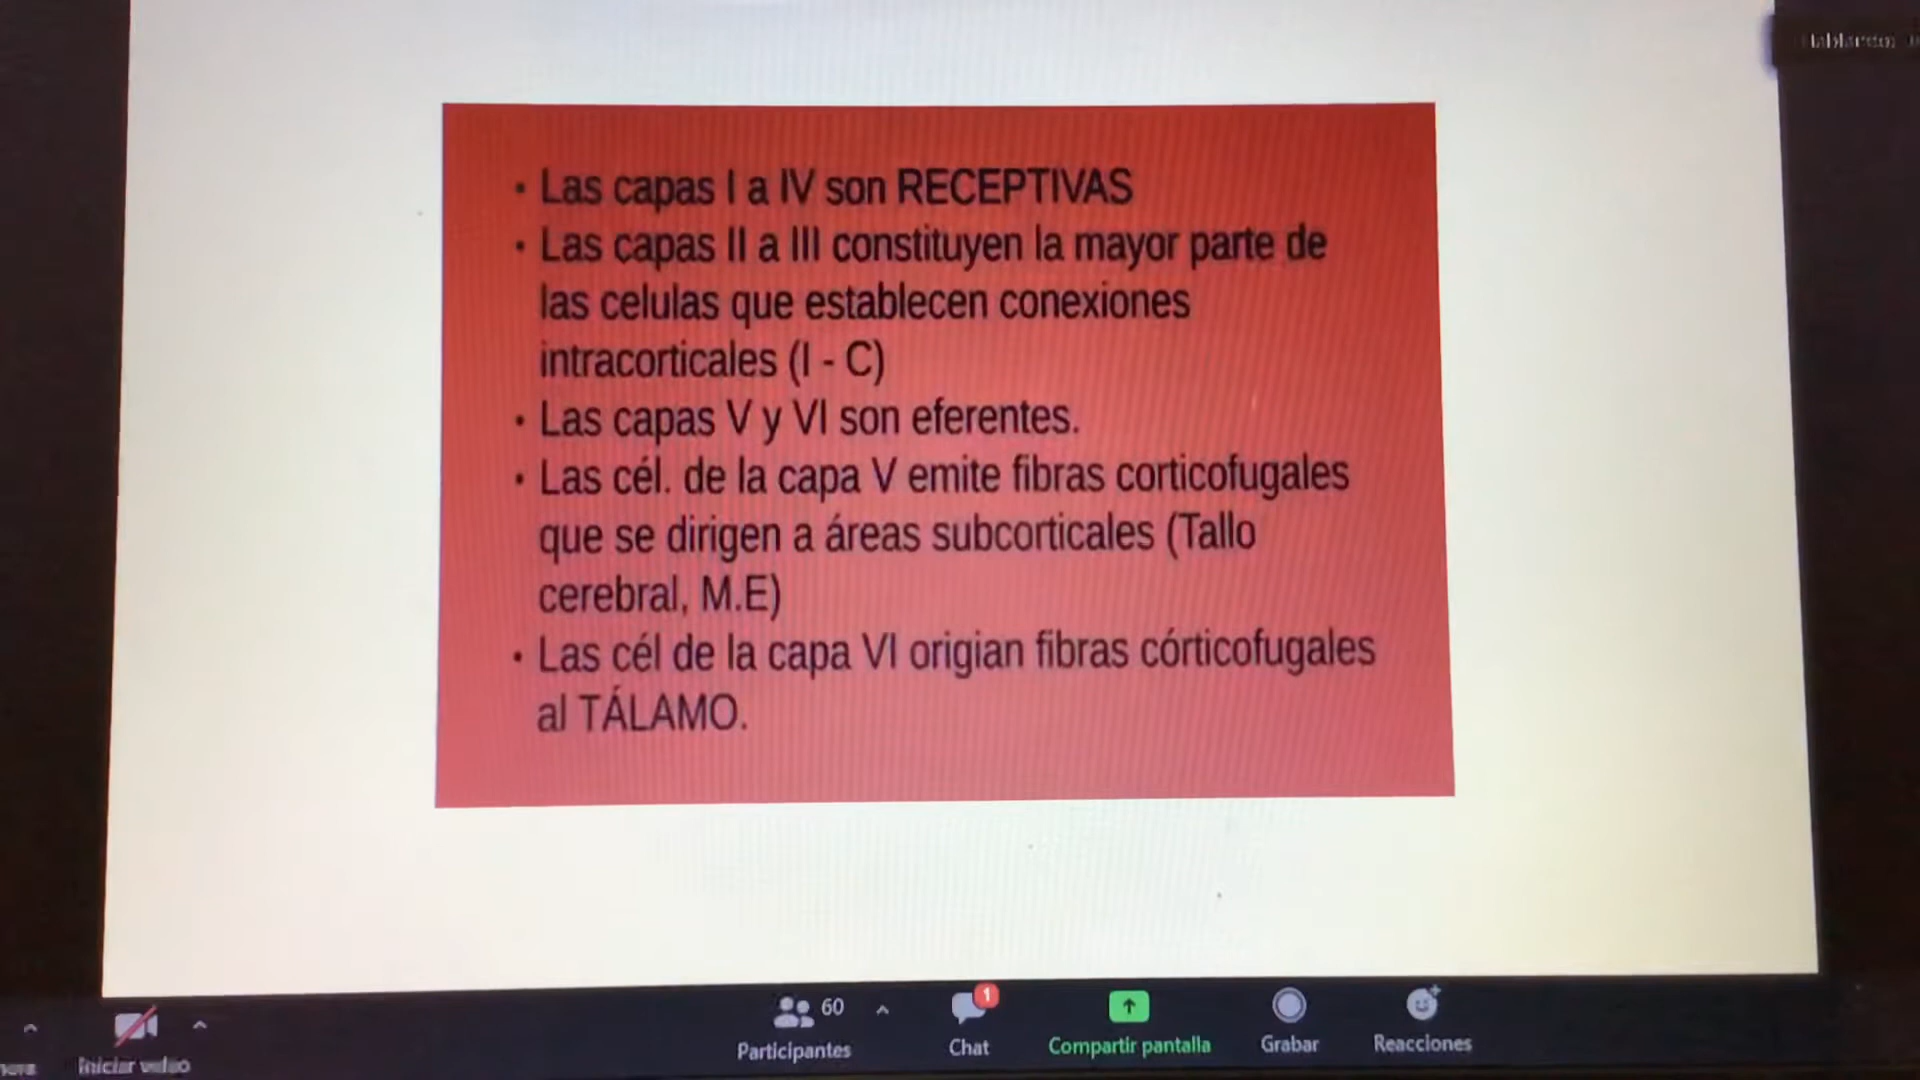 • Las capas I a IV son RECEPTIVAS
• Las capas II a III constituyen la mayor parte de
las celulas que establecen conexiones
intracorticales (I - C)
• Las capas V y VI son eferentes.
• Las cél. de la capa V emite fibras corticofugales
que se dirigen a áreas subcorticales (Tallo
cerebral, M.E)
• Las cél de la capa VI origian fibras córticofugales
al TÁLAMO.
Iniciar video
60
Participantes
1
Chat
Compartir pantalla
Grabar
Reacciones